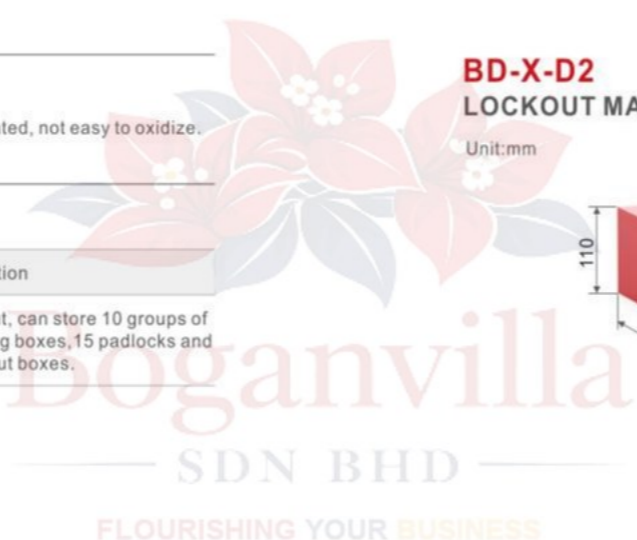 ted, not easy to oxidize.
tion
t, can store 10 groups of
g boxes,15 padlocks and
ut boxes.
BD-X-D2
LOCKOUT MA
Unit:mm
110
Boganvilla
SDN BHD
FLOURISHING YOUR BUSINESS